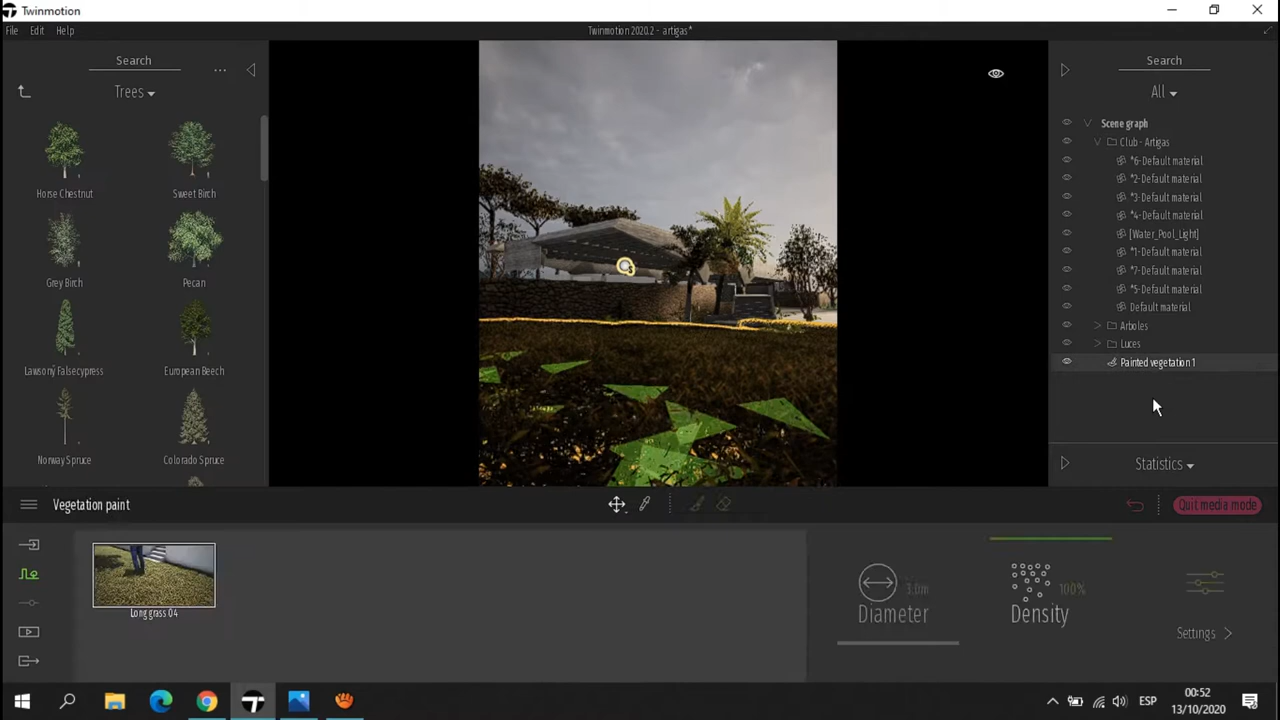 Twinmotion
File Edit Help
Twinmotion 2020.2 - artigas*
Search
...
Trees
Horse Chestnut
Sweet Birch
Grey Birch
Pecan
Lawsony Falsecypress
European Beech
Norway Spruce
Colorado Spruce
Search
All
Scene graph
Club - Artigas
*6-Default material
*2-Default material
*3-Default material
*4-Default material
[Water_Pool_Light]
*1-Default material
*7-Default material
*5-Default material
Default material
Arboles
Luces
Painted vegetation 1
Statistics
Vegetation paint
Quit media mode
Long grass 04
3.0m
Diameter
100%
Density
Settings
ESP
00:52
13/10/2020